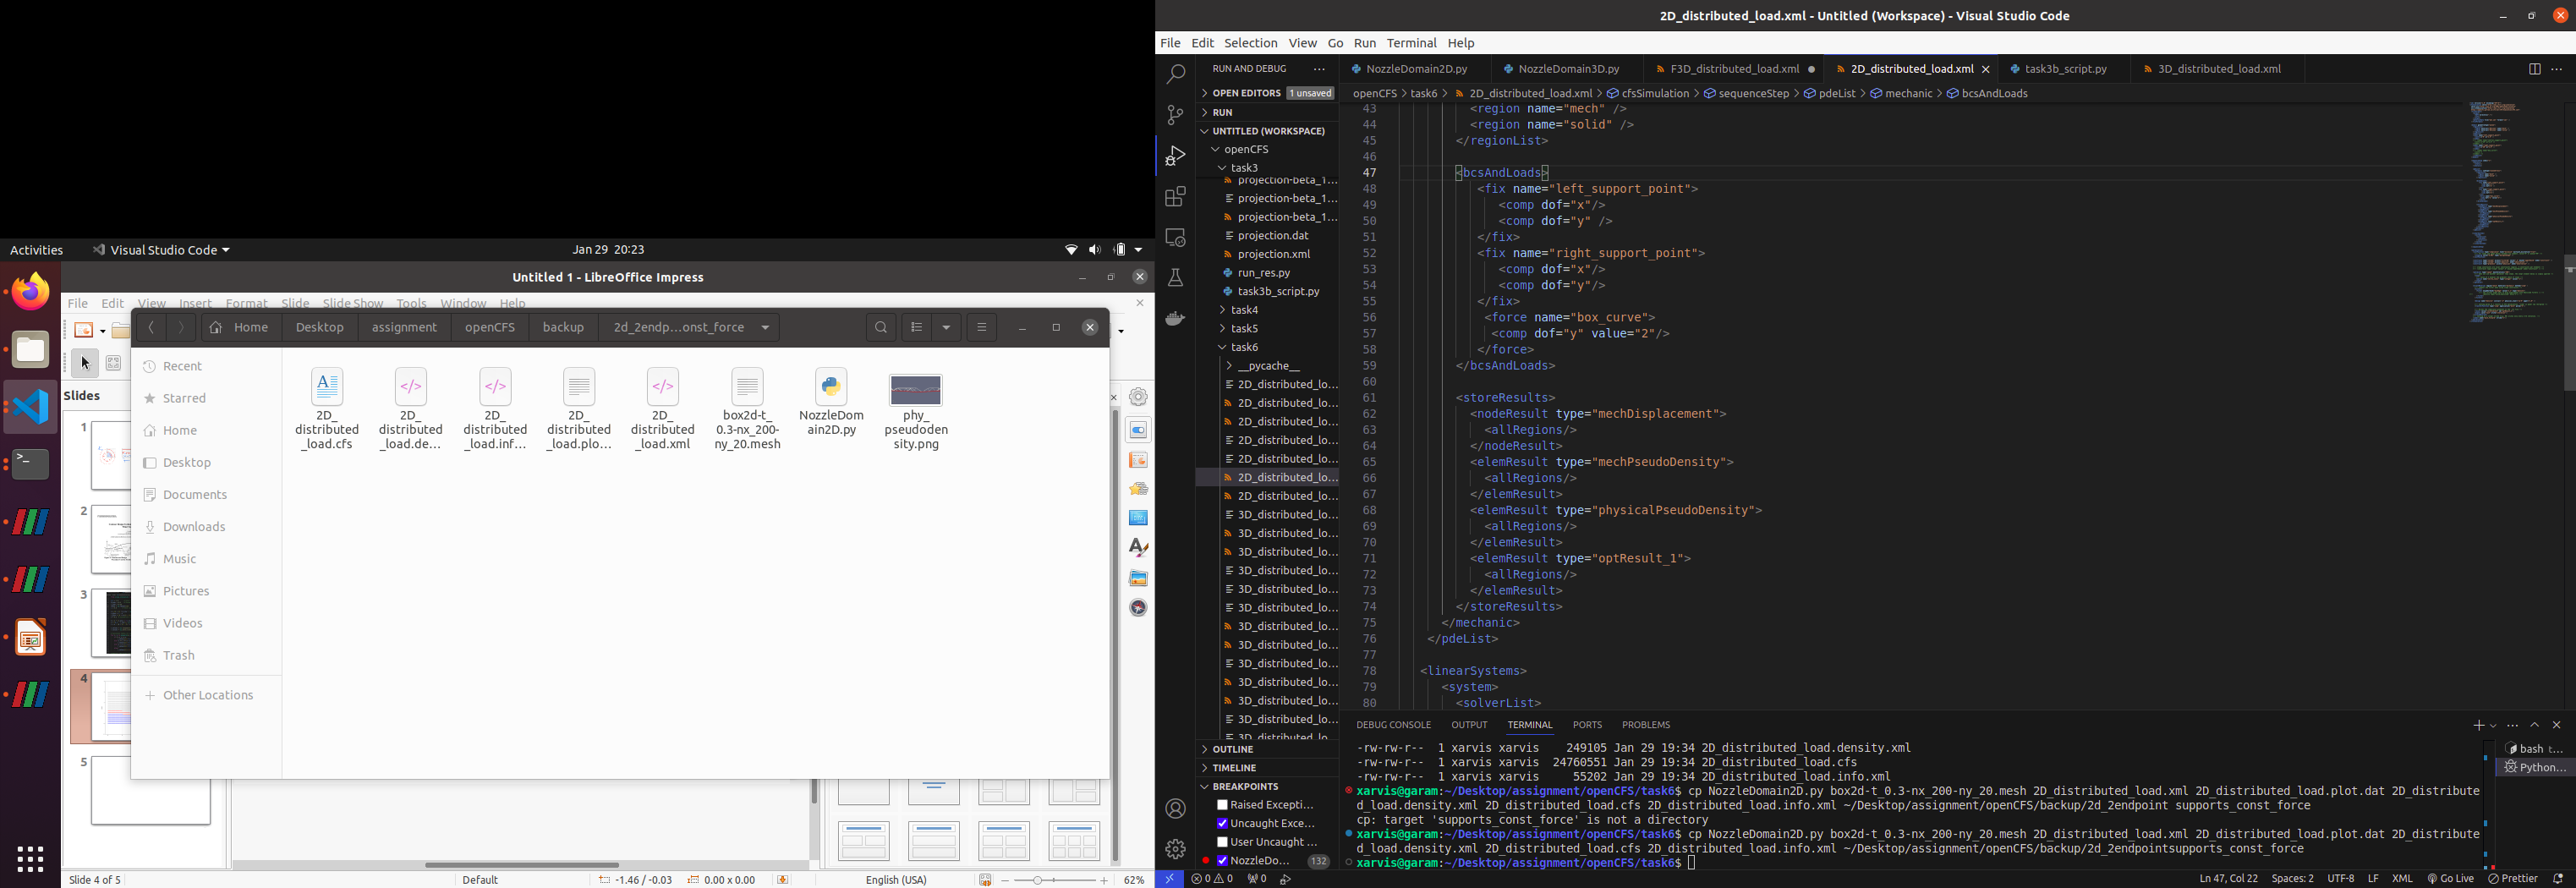 Activities
Visual Studio Code
Jan 29 20:23
Untitled 1 - LibreOffice Impress
File Edit View Insert Format Slide Slide Show Tools Window Help
Home Desktop assignment openCFS backup 2d_2endp...onst_force
Slides
1
2
3
4
5
Recent
Starred
Home
Desktop
Documents
Downloads
Music
Pictures
Videos
Trash
Other Locations
2D_distributed_load.cfs
2D_distributed_load.de...
2D_distributed_load.inf...
2D_distributed_load.plo...
2D_distributed_load.xml
box2d-t_0.3-nx_200-ny_20.mesh
NozzleDomain2D.py
phy_pseudodensity.png
Slide 4 of 5
Default
-1.46 / -0.03
0.00 x 0.00
English (USA)
62%
2D_distributed_load.xml - Untitled (Workspace) - Visual Studio Code
File Edit Selection View Go Run Terminal Help
RUN AND DEBUG
OPEN EDITORS 1 unsaved
RUN
UNTITLED (WORKSPACE)
openCFS
task3
projection-beta_1...
projection-beta_1...
projection-beta_1...
projection.dat
projection.xml
run_res.py
task3b_script.py
task4
task5
task6
__pycache__
2D_distributed_lo...
2D_distributed_lo...
2D_distributed_lo...
2D_distributed_lo...
2D_distributed_lo...
2D_distributed_lo...
2D_distributed_lo...
3D_distributed_lo...
3D_distributed_lo...
3D_distributed_lo...
3D_distributed_lo...
3D_distributed_lo...
3D_distributed_lo...
3D_distributed_lo...
3D_distributed_lo...
3D_distributed_lo...
3D_distributed_lo...
3D_distributed_lo...
3D_distributed_lo...
3D_distributed_lo...
OUTLINE
TIMELINE
BREAKPOINTS
Raised Excepti...
Uncaught Exce...
User Uncaught ...
NozzleDo... 132
NozzleDomain2D.py NozzleDomain3D.py F3D_distributed_load.xml 2D_distributed_load.xml task3b_script.py 3D_distributed_load.xml
openCFS > task6 > 2D_distributed_load.xml > cfsSimulation > sequenceStep > pdeList > mechanic > bcsAndLoads
43 <region name="mech" />
44 <region name="solid" />
45 </regionList>
46
47 <bcsAndLoads>
48 <fix name="left_support_point">
49 <comp dof="x"/>
50 <comp dof="y" />
51 </fix>
52 <fix name="right_support_point">
53 <comp dof="x"/>
54 <comp dof="y"/>
55 </fix>
56 <force name="box_curve">
57 <comp dof="y" value="2"/>
58 </force>
59 </bcsAndLoads>
60
61 <storeResults>
62 <nodeResult type="mechDisplacement">
63 <allRegions/>
64 </nodeResult>
65 <elemResult type="mechPseudoDensity">
66 <allRegions/>
67 </elemResult>
68 <elemResult type="physicalPseudoDensity">
69 <allRegions/>
70 </elemResult>
71 <elemResult type="optResult_1">
72 <allRegions/>
73 </elemResult>
74 </storeResults>
75 </mechanic>
76 </pdeList>
77
78 <linearSystems>
79 <system>
80 <solverList>
DEBUG CONSOLE OUTPUT TERMINAL PORTS PROBLEMS
-rw-rw-r-- 1 xarvis xarvis 249105 Jan 29 19:34 2D_distributed_load.density.xml
-rw-rw-r-- 1 xarvis xarvis 24760551 Jan 29 19:34 2D_distributed_load.cfs
-rw-rw-r-- 1 xarvis xarvis 55202 Jan 29 19:34 2D_distributed_load.info.xml
xarvis@garam:~/Desktop/assignment/openCFS/task6$ cp NozzleDomain2D.py box2d-t_0.3-nx_200-ny_20.mesh 2D_distributed_load.xml 2D_distributed_load.plot.dat 2D_distribute
d_load.density.xml 2D_distributed_load.cfs 2D_distributed_load.info.xml ~/Desktop/assignment/openCFS/backup/2d_2endpoint supports_const_force
cp: target 'supports_const_force' is not a directory
xarvis@garam:~/Desktop/assignment/openCFS/task6$ cp NozzleDomain2D.py box2d-t_0.3-nx_200-ny_20.mesh 2D_distributed_load.xml 2D_distributed_load.plot.dat 2D_distribute
d_load.density.xml 2D_distributed_load.cfs 2D_distributed_load.info.xml ~/Desktop/assignment/openCFS/backup/2d_2endpointsupports_const_force
xarvis@garam:~/Desktop/assignment/openCFS/task6$
bash t...
Python...
0 0 0
Ln 47, Col 22 Spaces: 2 UTF-8 LF XML Go Live Prettier